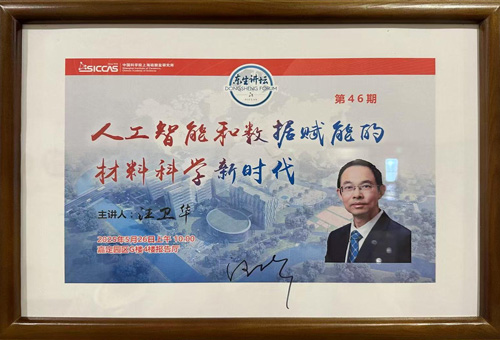 SICCAS 中国科学院上海硅酸盐研究所
东生讲坛
DONGSHENG FORUM
第46期
人工智能和数据赋能的
材料科学新时代
主讲人：汪卫华